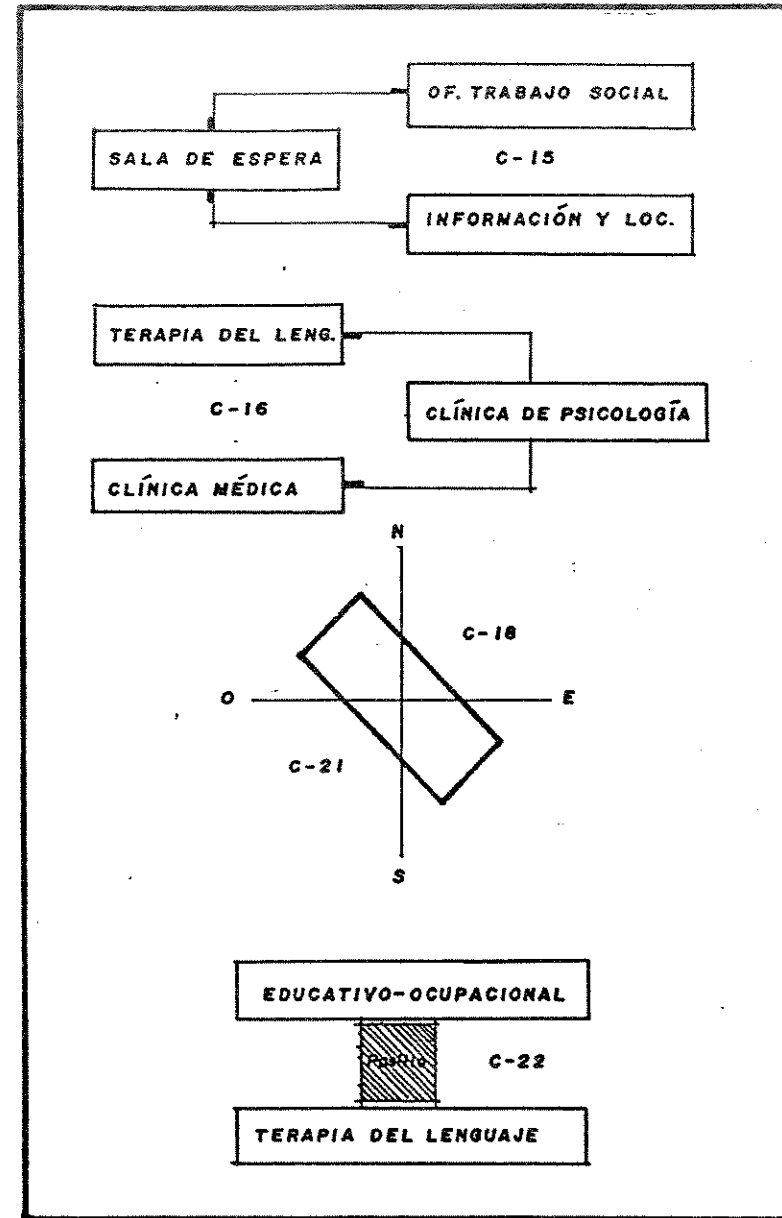 OF. TRABAJO SOCIAL
SALA DE ESPERA
C-15
INFORMACIÓN Y LOC.
TERAPIA DEL LENG.
C-16
CLÍNICA DE PSICOLOGÍA
CLÍNICA MÉDICA
N
C-18
O
E
C-21
S
EDUCATIVO-OCUPACIONAL
C-22
TERAPIA DEL LENGUAJE